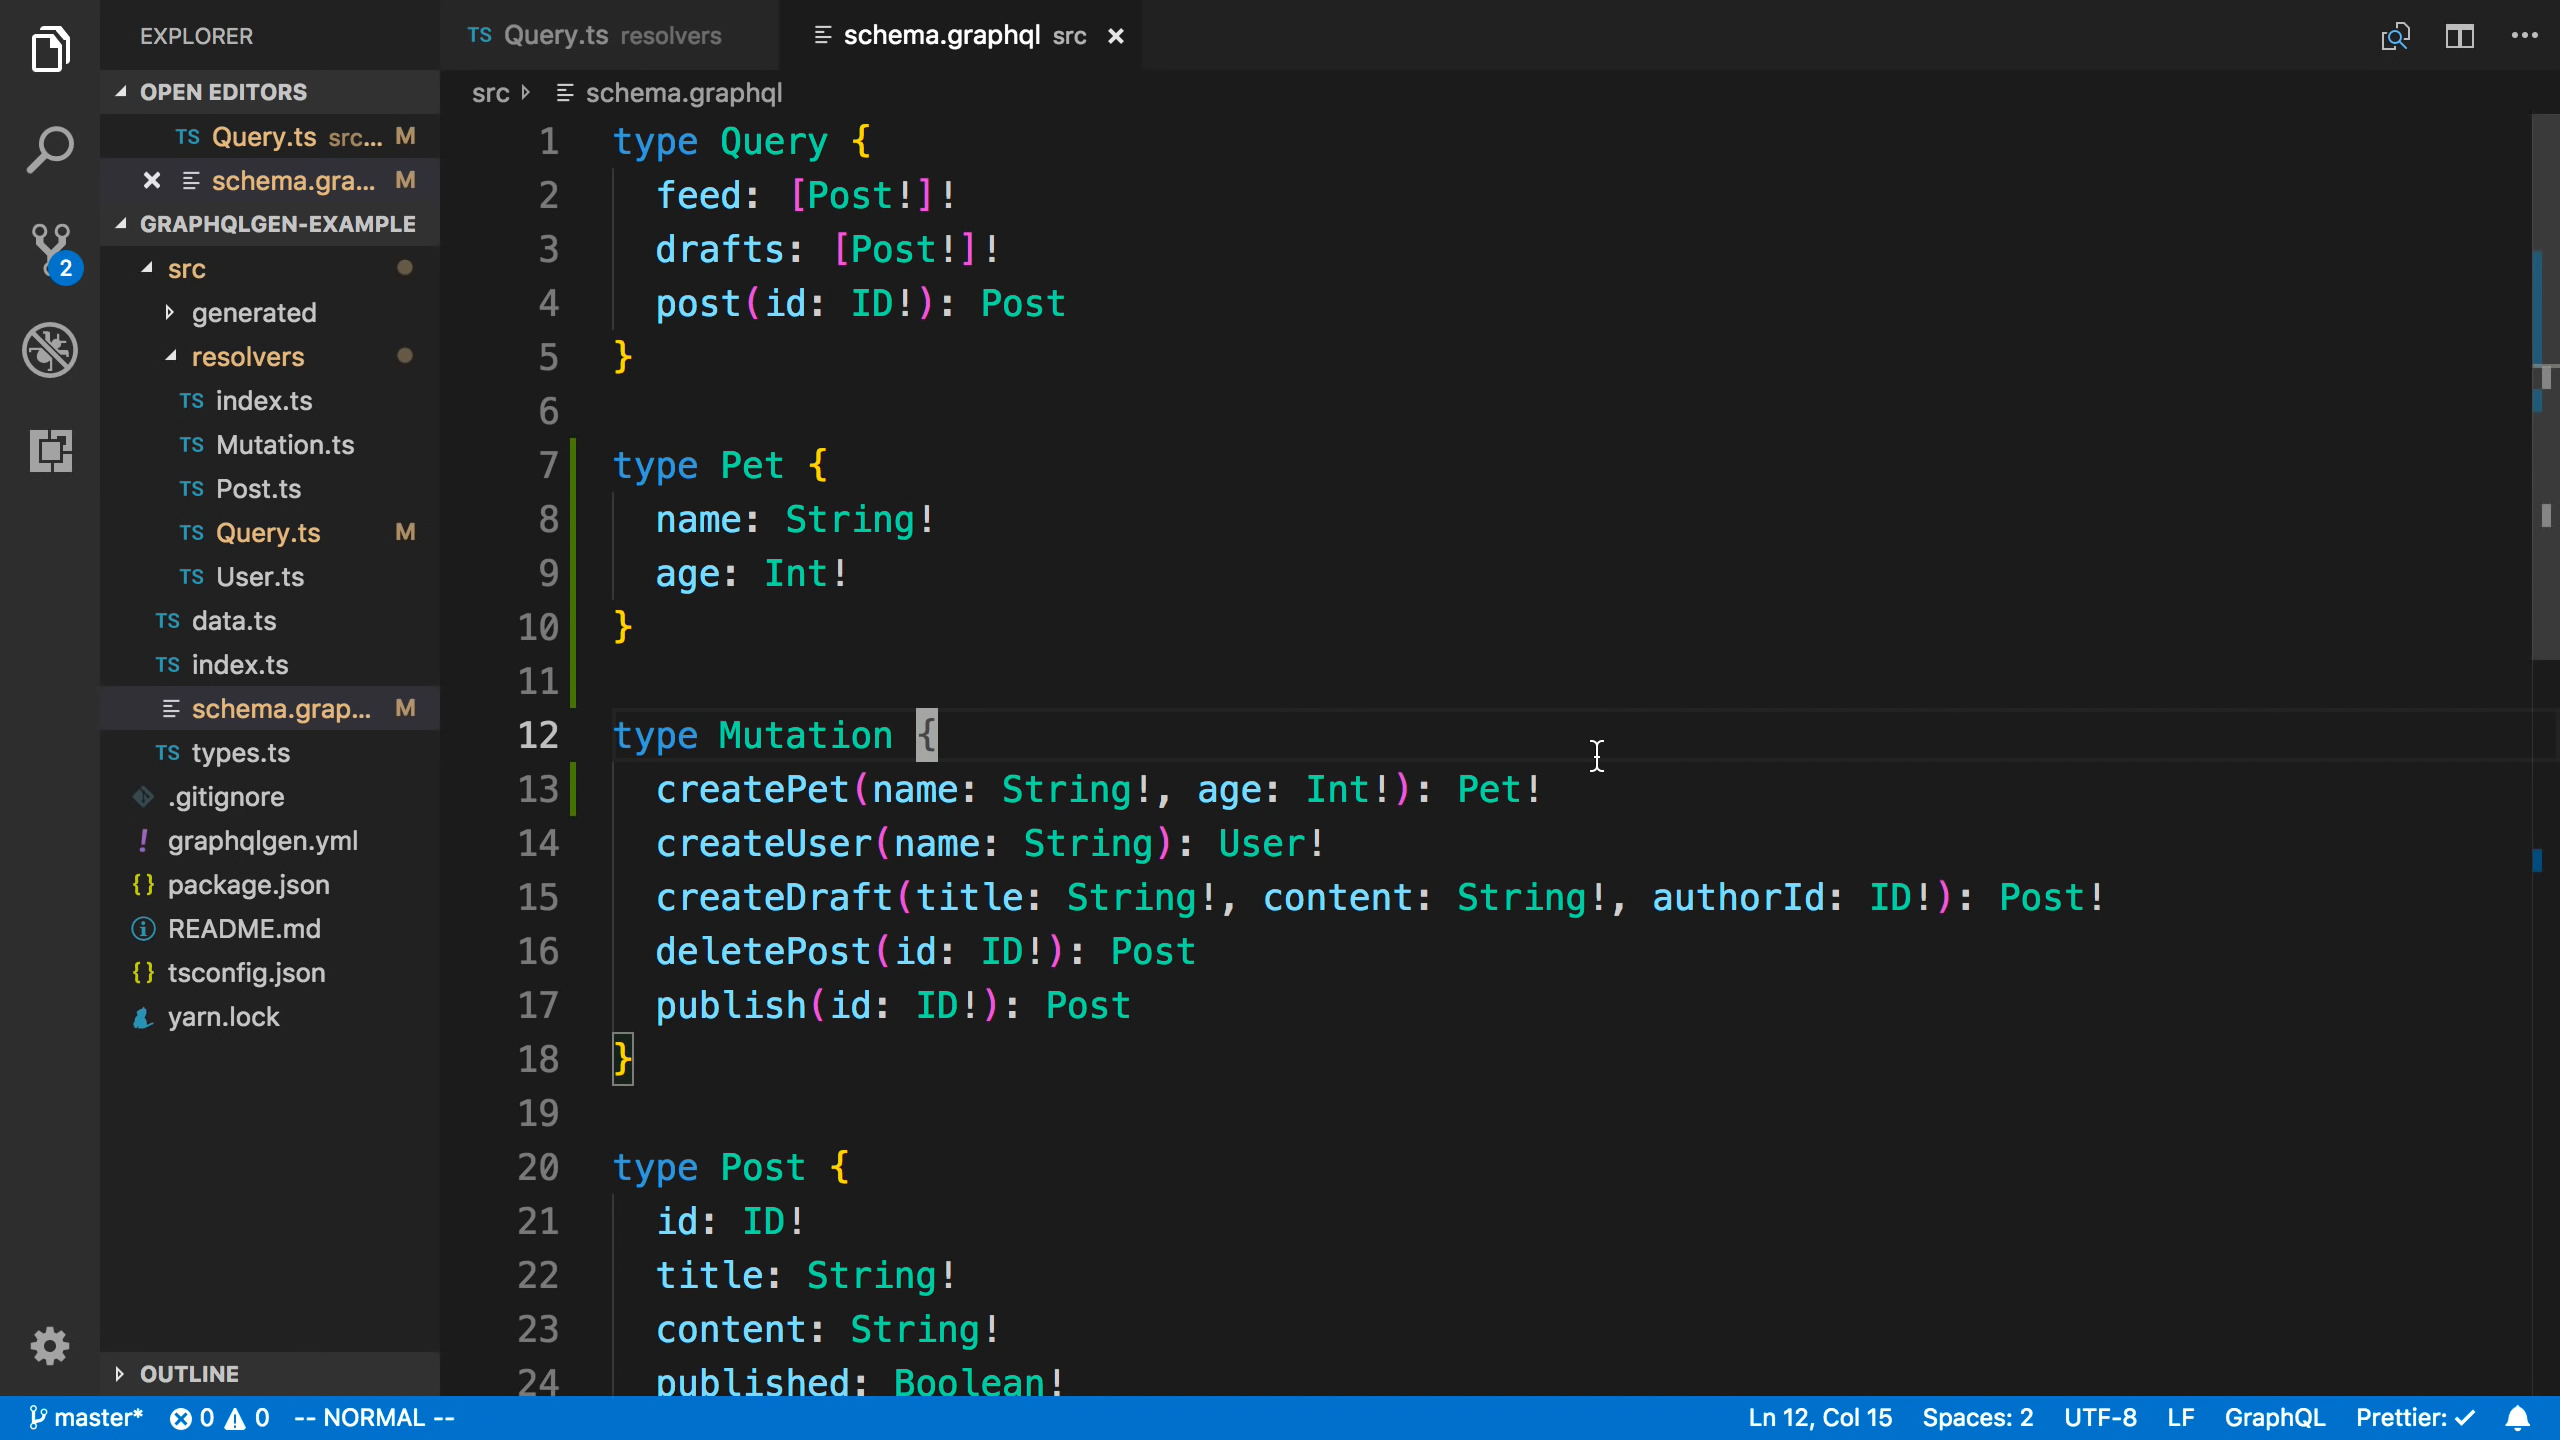 EXPLORER
OPEN EDITORS
TS Query.ts src... M
schema.gra... M
GRAPHQLGEN-EXAMPLE
src
generated
resolvers
TS index.ts
TS Mutation.ts
TS Post.ts
TS Query.ts M
TS User.ts
TS data.ts
TS index.ts
schema.grap... M
TS types.ts
.gitignore
! graphqlgen.yml
{} package.json
README.md
{} tsconfig.json
yarn.lock
OUTLINE
2
TS Query.ts resolvers
schema.graphql src
src schema.graphql
1 type Query {
2 feed: [Post!]!
3 drafts: [Post!]!
4 post(id: ID!): Post
5 }
6
7 type Pet {
8 name: String!
9 age: Int!
10 }
11
12 type Mutation {
13 createPet(name: String!, age: Int!): Pet!
14 createUser(name: String): User!
15 createDraft(title: String!, content: String!, authorId: ID!): Post!
16 deletePost(id: ID!): Post
17 publish(id: ID!): Post
18 }
19
20 type Post {
21 id: ID!
22 title: String!
23 content: String!
24 published: Boolean!
master* 0 0 -- NORMAL -- Ln 12, Col 15 Spaces: 2 UTF-8 LF GraphQL Prettier: ✓